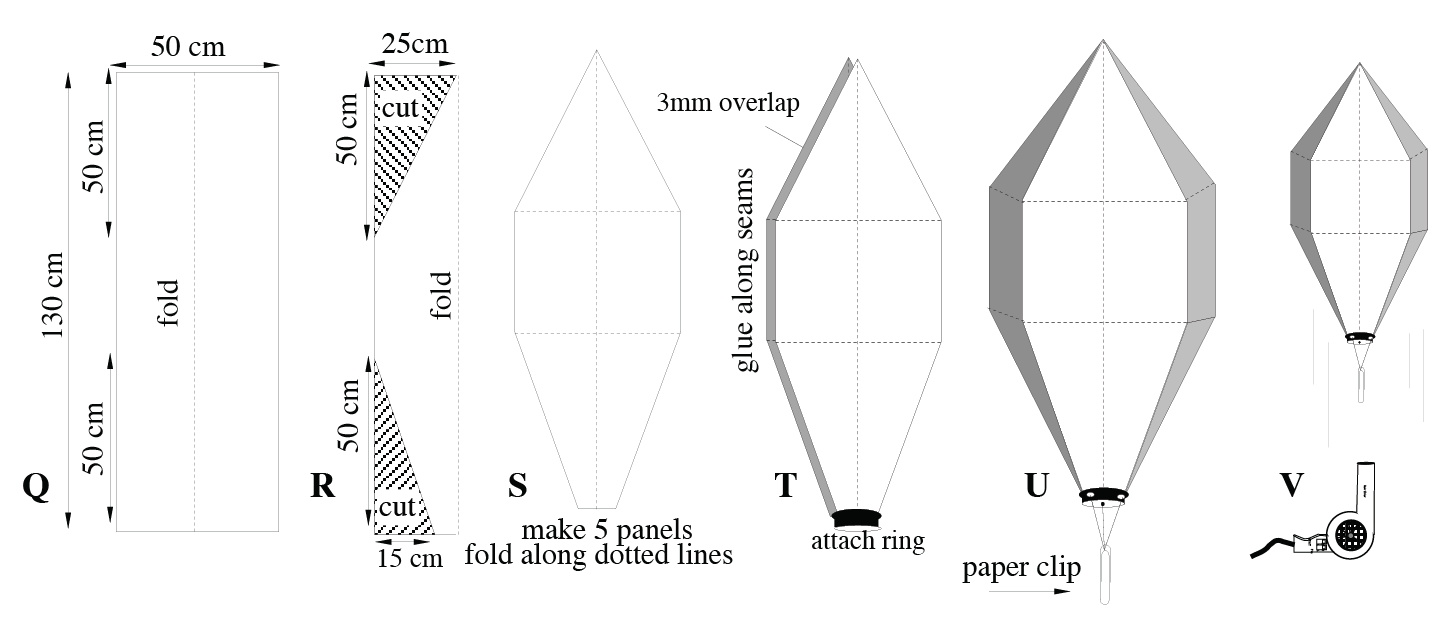 50 cm
50 cm
130 cm
fold
50 cm
Q
25cm
cut
50 cm
fold
50 cm
cut
15 cm
R
S
make 5 panels
fold along dotted lines
3mm overlap
glue along seams
T
attach ring
U
paper clip
V